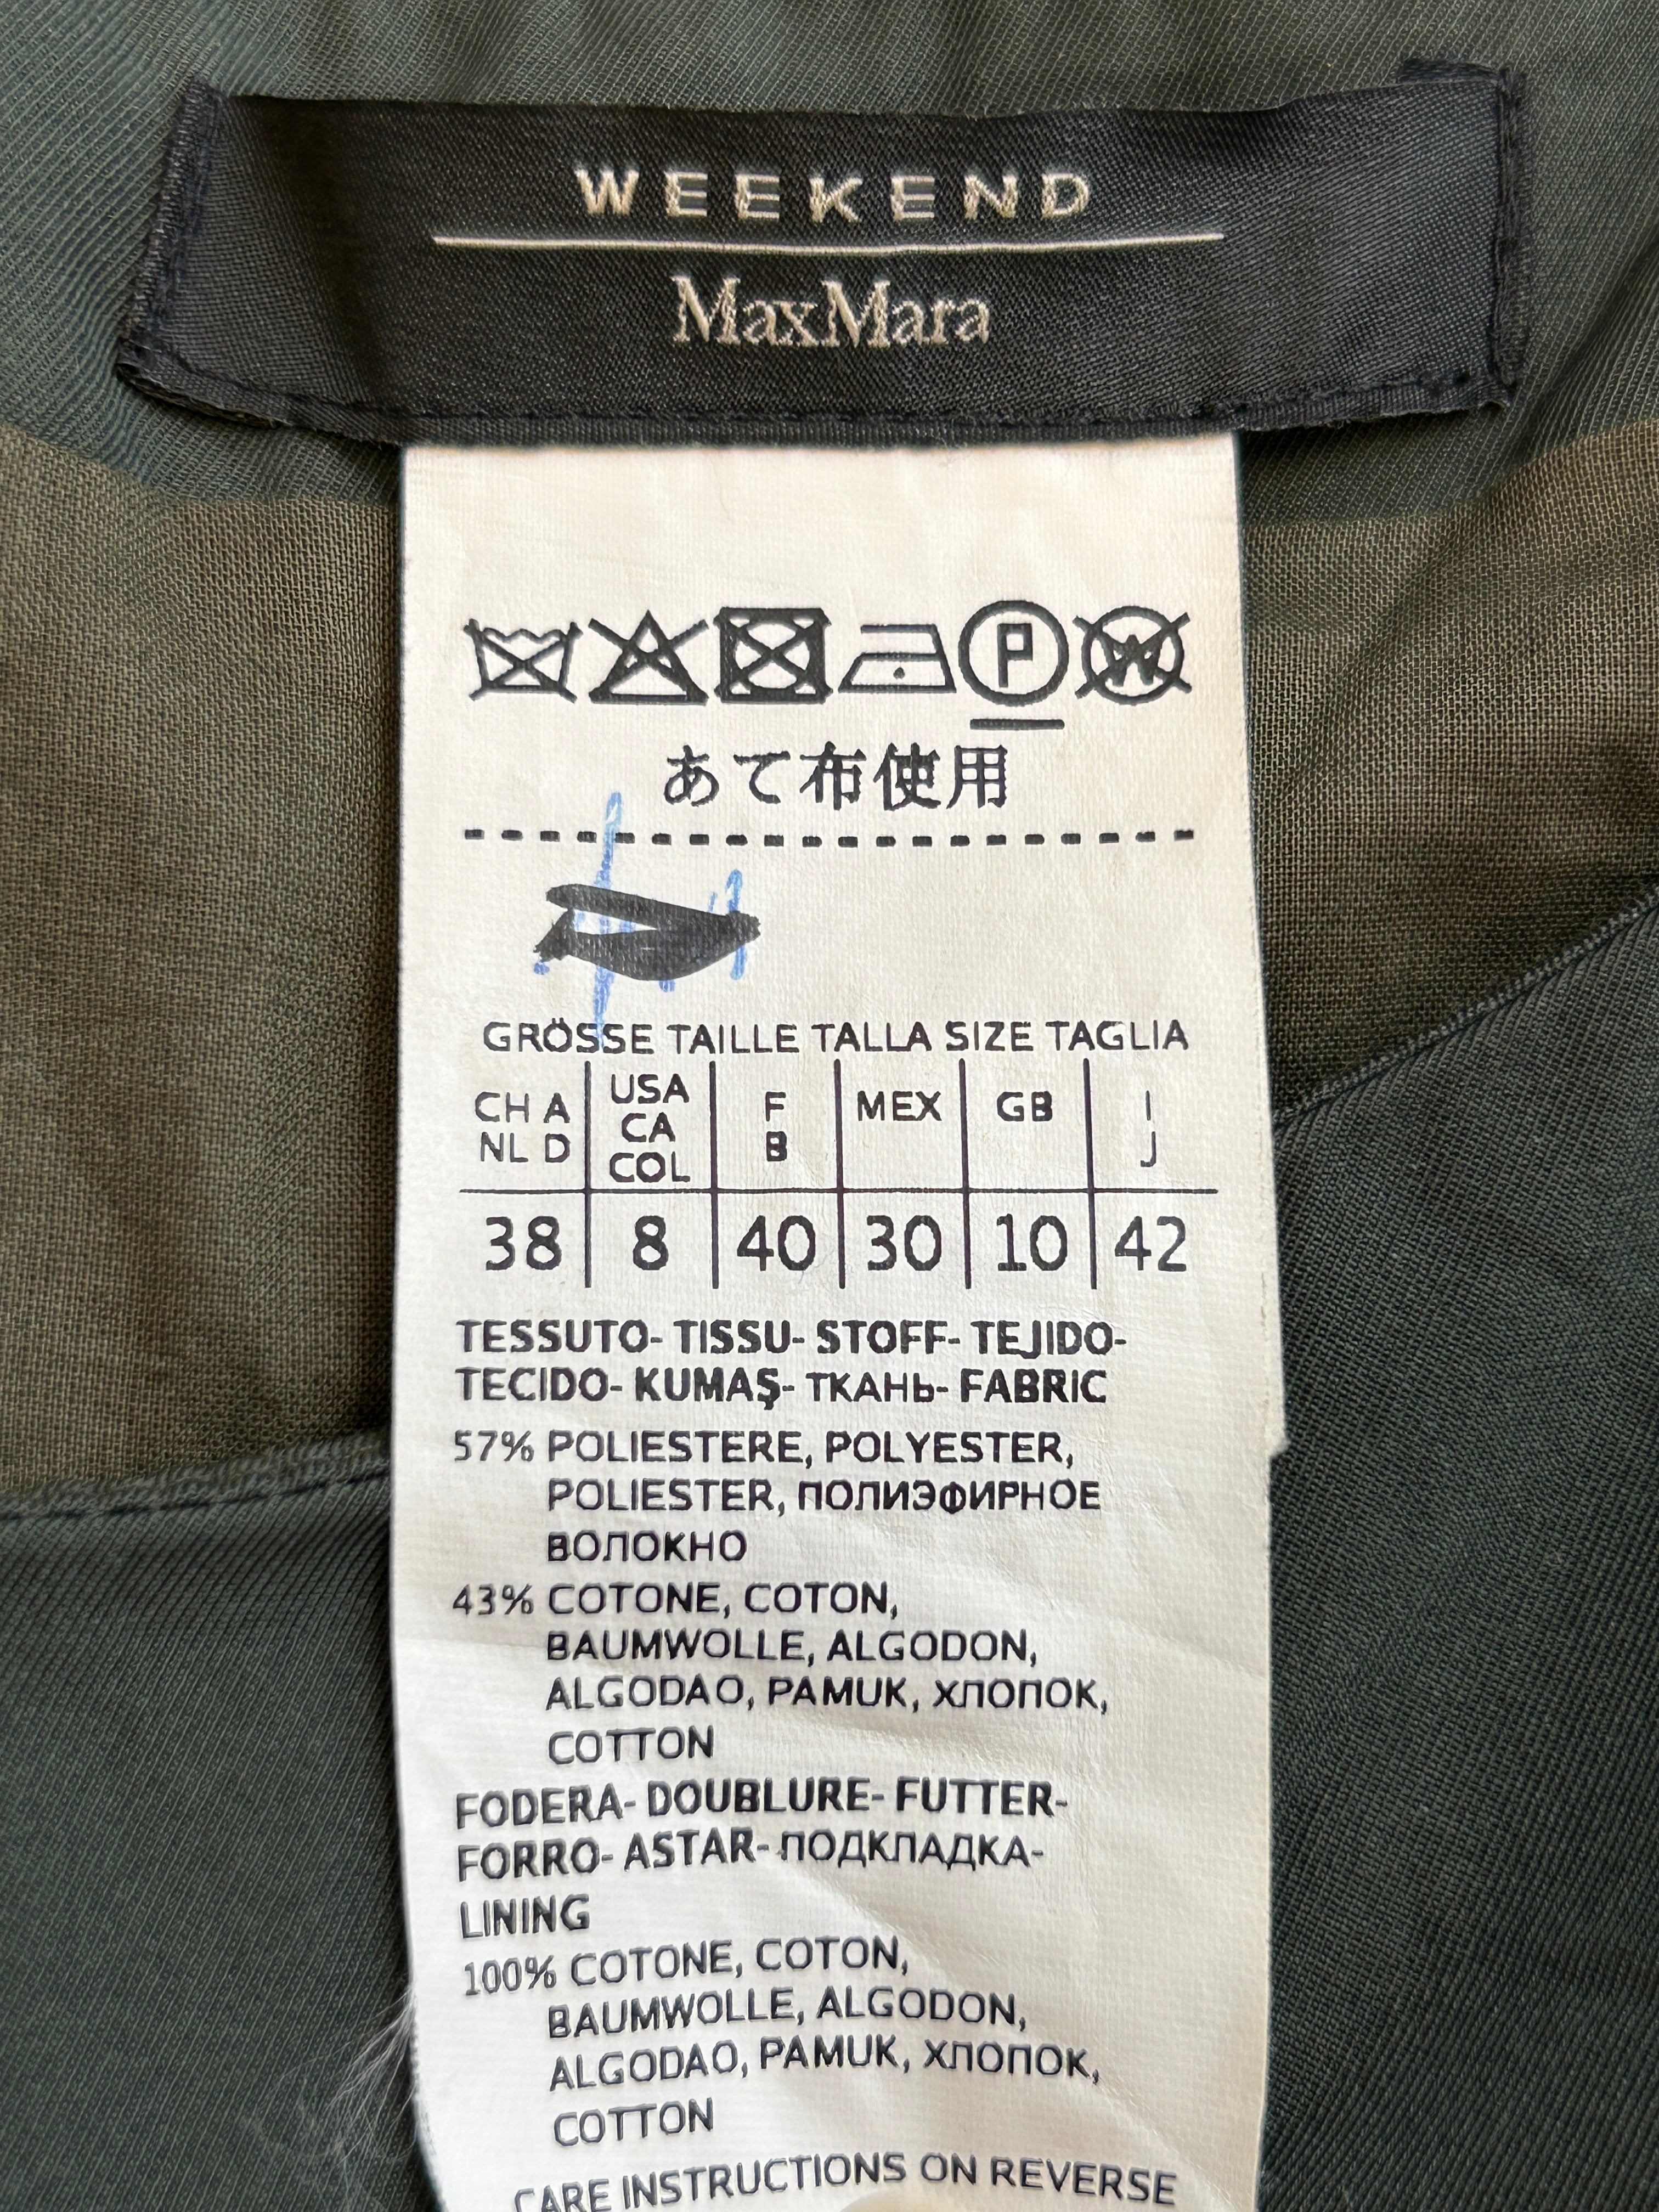 WEEKEND
MaxMara
P W
あて布使用
GRÖSSE TAILLE TALLA SIZE TAGLIA
CH A USA F MEX GB I
NL D CA B J
COL
38 8 40 30 10 42
TESSUTO- TISSU- STOFF- TEJIDO-
TECIDO- KUMAŞ- ТКАНЬ- FABRIC
57% POLIESTERE, POLYESTER,
POLIESTER, ПОЛИЭФИРНОЕ
ВОЛОКНО
43% COTONE, COTON,
BAUMWOLLE, ALGODON,
ALGODAO, PAMUK, ХЛОПОК,
COTTON
FODERA- DOUBLURE- FUTTER-
FORRO- ASTAR- ПОДКЛАДКА-
LINING
100% COTONE, COTON,
BAUMWOLLE, ALGODON,
ALGODAO, PAMUK, ХЛОПОК,
COTTON
CARE INSTRUCTIONS ON REVERSE